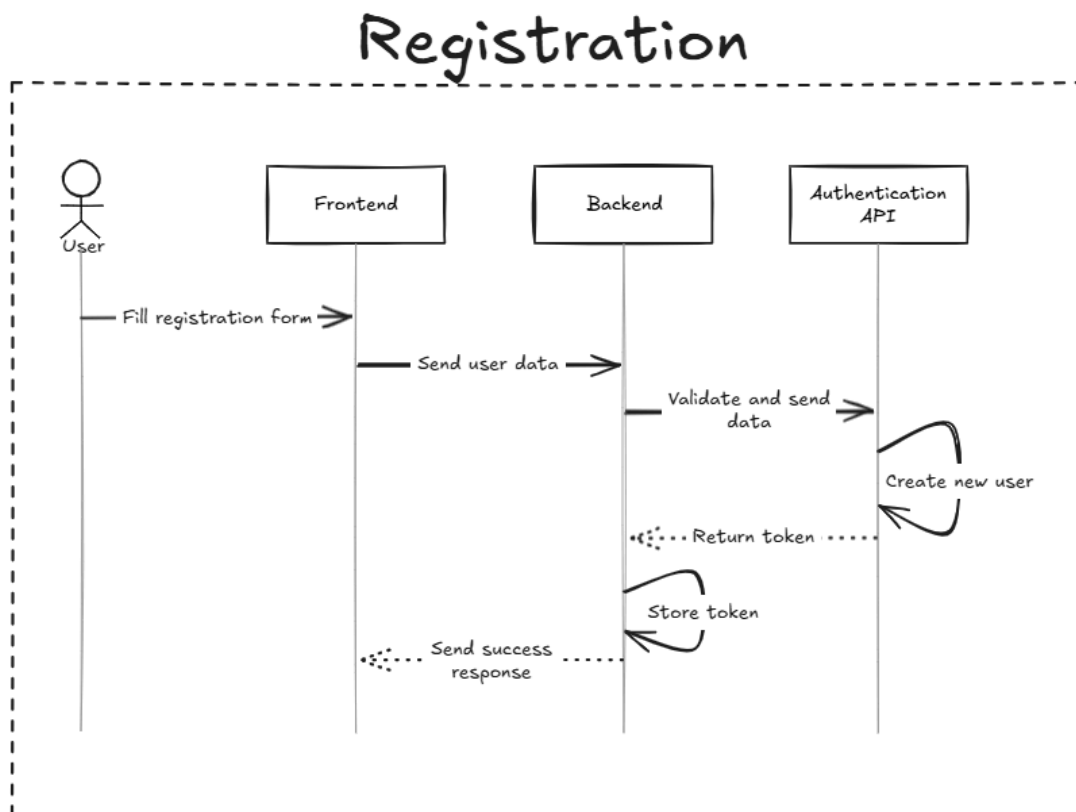 Registration
User
Frontend
Backend
Authentication
API
Fill registration form
Send user data
Validate and send
data
Create new user
Return token
Store token
Send success
response